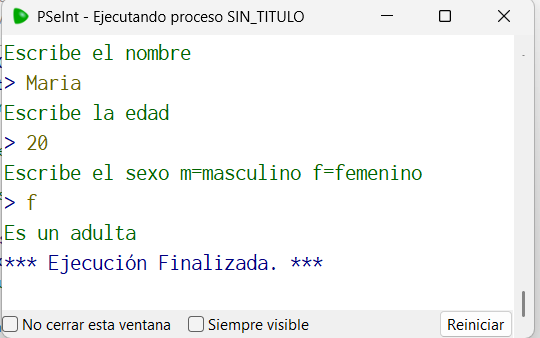 PSeInt - Ejecutando proceso SIN_TITULO
Escribe el nombre
> Maria
Escribe la edad
> 20
Escribe el sexo m=masculino f=femenino
> f
Es un adulta
*** Ejecución Finalizada. ***
No cerrar esta ventana Siempre visible Reiniciar